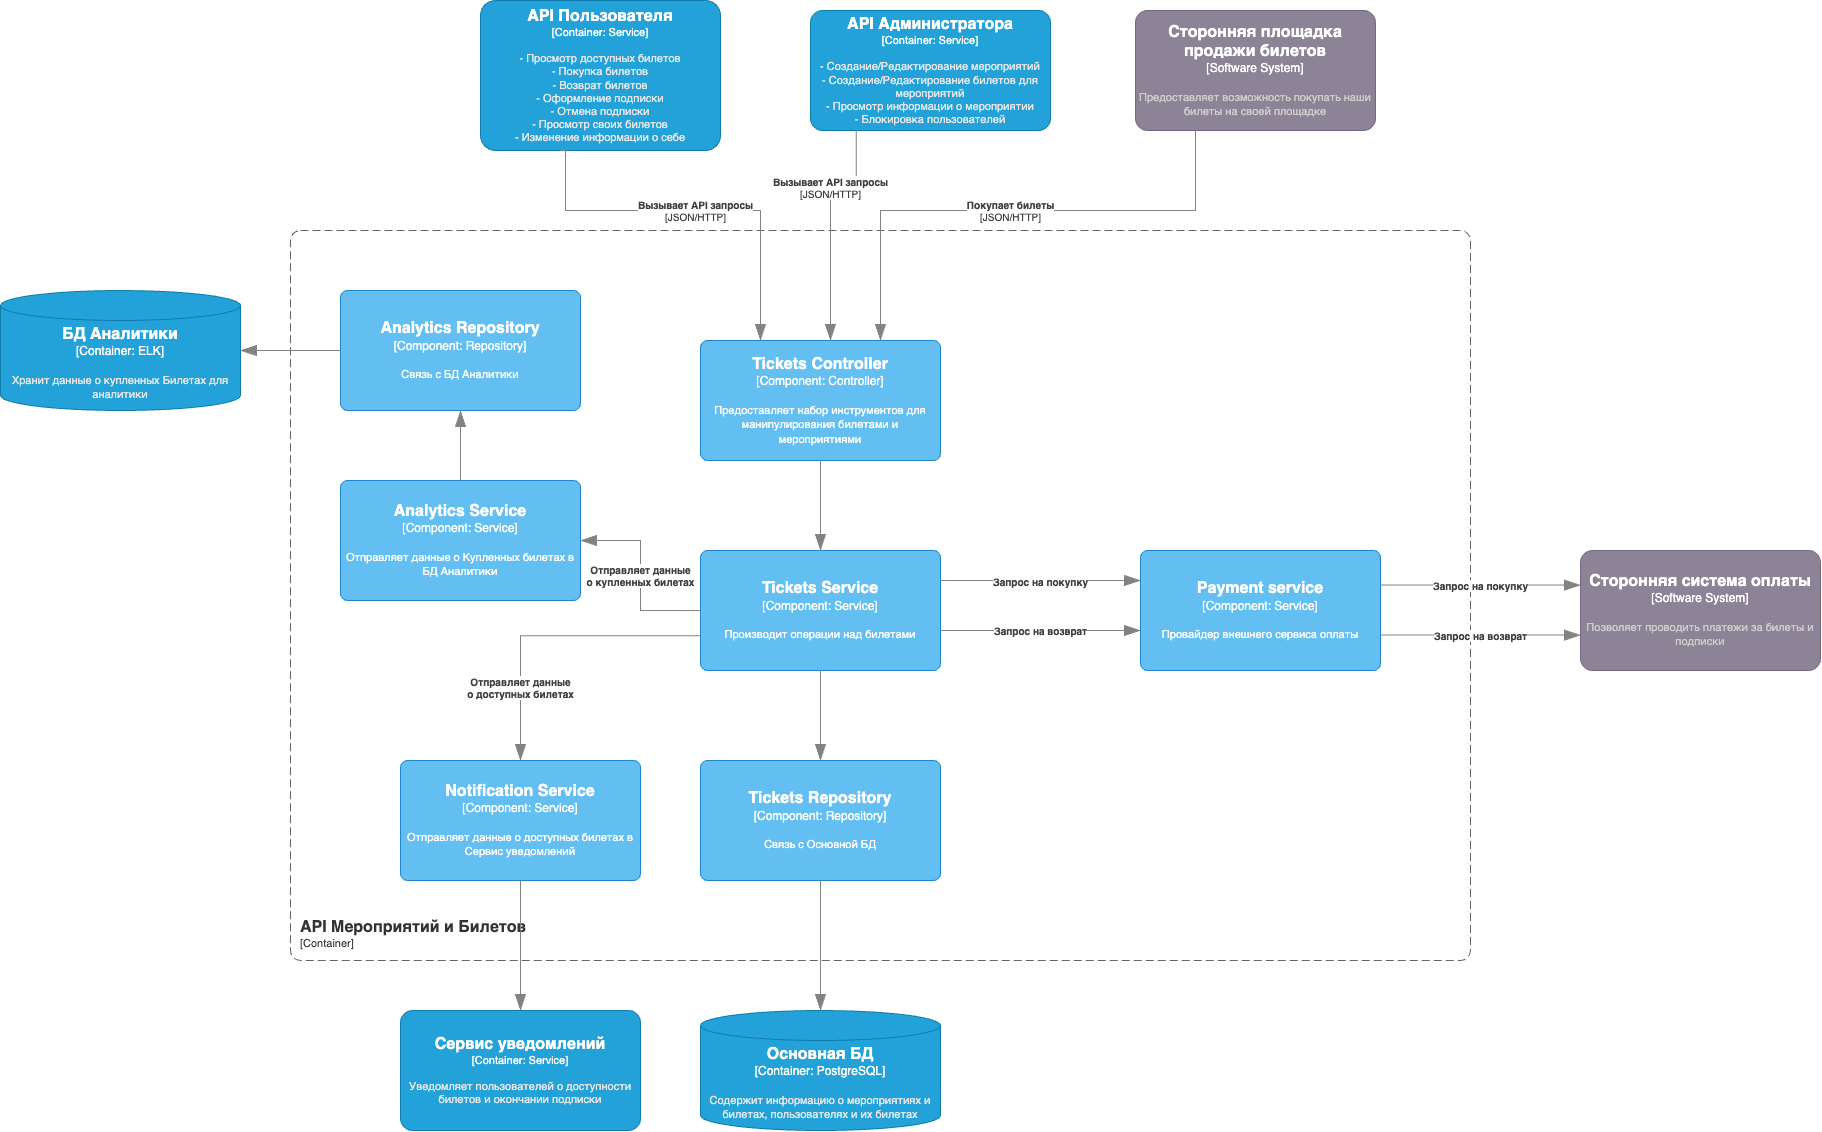 API Пользователя
[Container: Service]
- Просмотр доступных билетов
- Покупка билетов
- Возврат билетов
- Оформление подписки
- Отмена подписки
- Просмотр своих билетов
- Изменение информации о себе
API Администратора
[Container: Service]
- Создание/Редактирование мероприятий
- Создание/Редактирование билетов для
мероприятий
- Просмотр информации о мероприятии
- Блокировка пользователей
Сторонняя площадка
продажи билетов
[Software System]
Предоставляет возможность покупать наши
билеты на своей площадке
Вызывает API запросы
[JSON/HTTP]
Вызывает API запросы
[JSON/HTTP]
Покупает билеты
[JSON/HTTP]
БД Аналитики
[Container: ELK]
Хранит данные о купленных Билетах для
аналитики
Analytics Repository
[Component: Repository]
Связь с БД Аналитики
Tickets Controller
[Component: Controller]
Предоставляет набор инструментов для
манипулирования билетами и
мероприятиями
Analytics Service
[Component: Service]
Отправляет данные о Купленных билетах в
БД Аналитики
Отправляет данные
о купленных билетах
Tickets Service
[Component: Service]
Производит операции над билетами
Запрос на покупку
Запрос на возврат
Payment service
[Component: Service]
Провайдер внешнего сервиса оплаты
Запрос на покупку
Запрос на возврат
Сторонняя система оплаты
[Software System]
Позволяет проводить платежи за билеты и
подписки
Отправляет данные
о доступных билетах
Notification Service
[Component: Service]
Отправляет данные о доступных билетах в
Сервис уведомлений
Tickets Repository
[Component: Repository]
Связь с Основной БД
API Мероприятий и Билетов
[Container]
Сервис уведомлений
[Container: Service]
Уведомляет пользователей о доступности
билетов и окончании подписки
Основная БД
[Container: PostgreSQL]
Содержит информацию о мероприятиях и
билетах, пользователях и их билетах